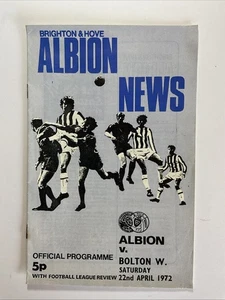 BRIGHTON & HOVE
ALBION
NEWS
ALBION
v.
BOLTON W.
SATURDAY
22nd APRIL 1972
OFFICIAL PROGRAMME
5p
WITH FOOTBALL LEAGUE REVIEW